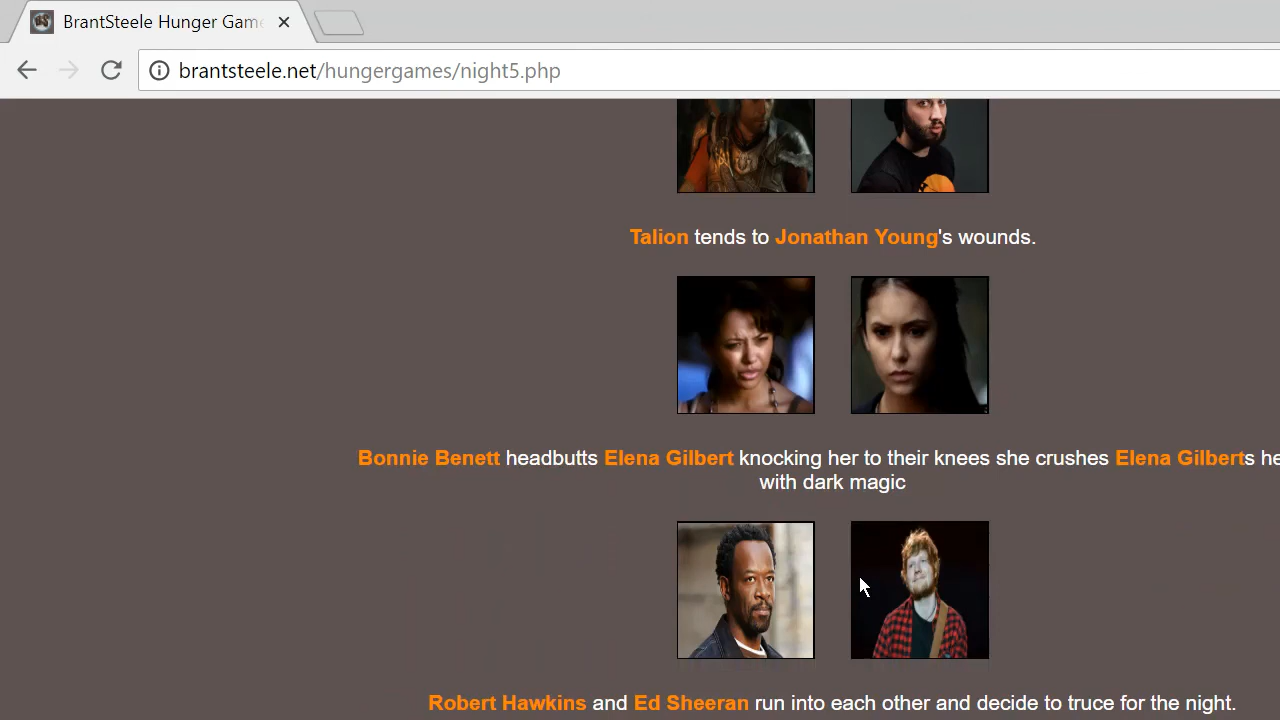 BrantSteele Hunger Game
brantsteele.net/hungergames/night5.php
Talion tends to Jonathan Young's wounds.
Bonnie Benett headbutts Elena Gilbert knocking her to their knees she crushes Elena Gilberts he
with dark magic
Robert Hawkins and Ed Sheeran run into each other and decide to truce for the night.